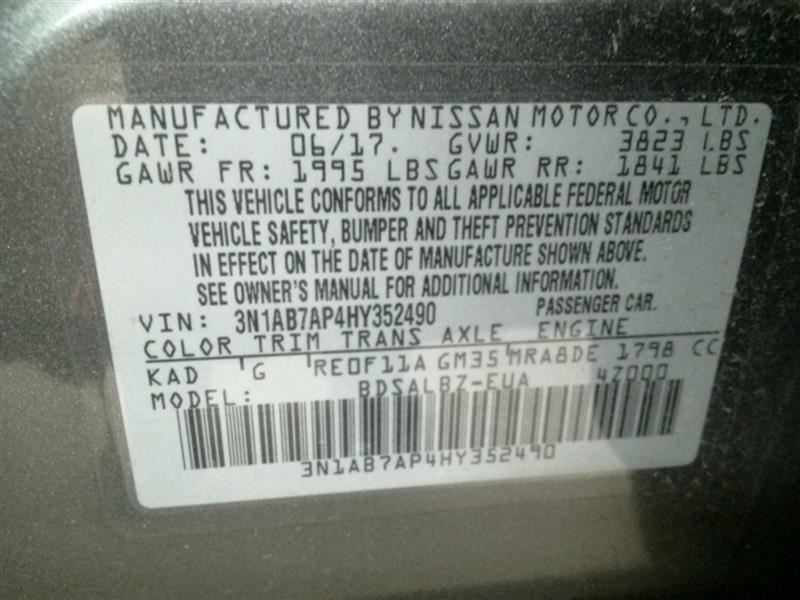 MANUFACTURED BY NISSAN MOTOR CO., LTD.
DATE: 06/17. GVWR: 3823 LBS
GAWR FR: 1995 LBS GAWR RR: 1841 LBS
THIS VEHICLE CONFORMS TO ALL APPLICABLE FEDERAL MOTOR
VEHICLE SAFETY, BUMPER AND THEFT PREVENTION STANDARDS
IN EFFECT ON THE DATE OF MANUFACTURE SHOWN ABOVE.
SEE OWNER'S MANUAL FOR ADDITIONAL INFORMATION.
VIN: 3N1AB7AP4HY352490 PASSENGER CAR.
COLOR TRIM TRANS AXLE ENGINE
KAD G RE0F11A GM35 MRA8DE 1798 CC
MODEL: BDSALBZ-EUA 4Z000
3N1AB7AP4HY352490